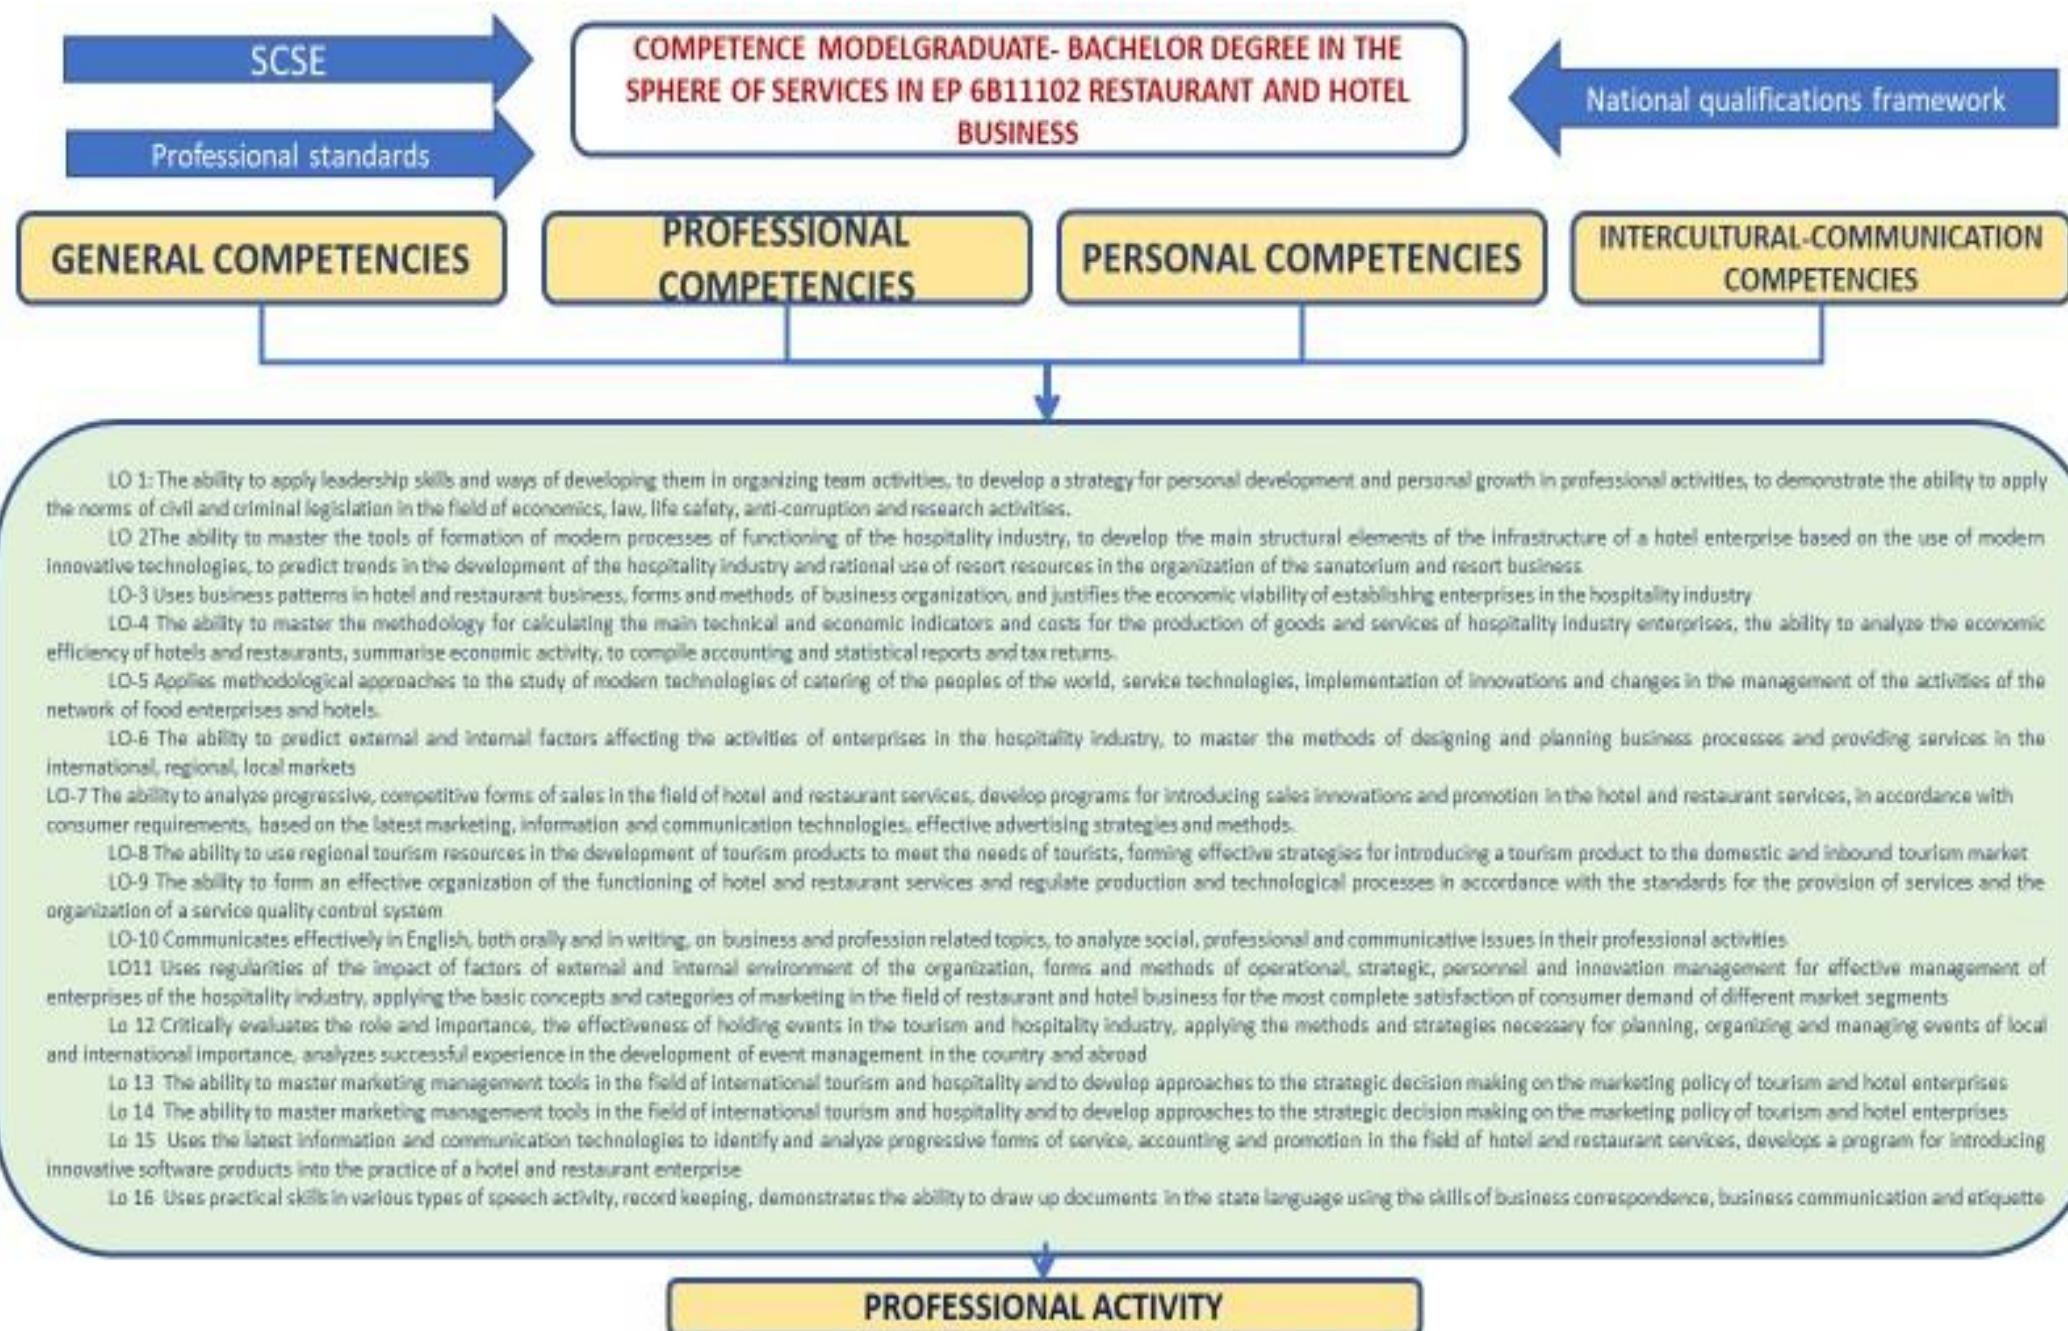 SCSE
Professional standards
COMPETENCE MODELGRADUATE- BACHELOR DEGREE IN THE
SPHERE OF SERVICES IN EP 6B11102 RESTAURANT AND HOTEL
BUSINESS
National qualifications framework
GENERAL COMPETENCIES
PROFESSIONAL
COMPETENCIES
PERSONAL COMPETENCIES
INTERCULTURAL-COMMUNICATION
COMPETENCIES
LO 1: The ability to apply leadership skills and ways of developing them in organizing team activities, to develop a strategy for personal development and personal growth in professional activities, to demonstrate the ability to apply
the norms of civil and criminal legislation in the field of economics, law, life safety, anti-corruption and research activities.
LO 2The ability to master the tools of formation of modern processes of functioning of the hospitality industry, to develop the main structural elements of the infrastructure of a hotel enterprise based on the use of modern
innovative technologies, to predict trends in the development of the hospitality industry and rational use of resort resources in the organization of the sanatorium and resort business
LO-3 Uses business patterns in hotel and restaurant business, forms and methods of business organization, and justifies the economic viability of establishing enterprises in the hospitality industry
LO-4 The ability to master the methodology for calculating the main technical and economic indicators and costs for the production of goods and services of hospitality industry enterprises, the ability to analyze the economic
efficiency of hotels and restaurants, summarise economic activity, to compile accounting and statistical reports and tax returns.
LO-5 Applies methodological approaches to the study of modern technologies of catering of the peoples of the world, service technologies, implementation of innovations and changes in the management of the activities of the
network of food enterprises and hotels.
LO-6 The ability to predict external and internal factors affecting the activities of enterprises in the hospitality industry, to master the methods of designing and planning business processes and providing services in the
international, regional, local markets
LO-7 The ability to analyze progressive, competitive forms of sales in the field of hotel and restaurant services, develop programs for introducing sales innovations and promotion in the hotel and restaurant services, in accordance with
consumer requirements, based on the latest marketing, information and communication technologies, effective advertising strategies and methods.
LO-8 The ability to use regional tourism resources in the development of tourism products to meet the needs of tourists, forming effective strategies for introducing a tourism product to the domestic and inbound tourism market
LO-9 The ability to form an effective organization of the functioning of hotel and restaurant services and regulate production and technological processes in accordance with the standards for the provision of services and the
organization of a service quality control system
LO-10 Communicates effectively in English, both orally and in writing, on business and profession related topics, to analyze social, professional and communicative issues in their professional activities
LO11 Uses regularities of the impact of factors of external and internal environment of the organization, forms and methods of operational, strategic, personnel and innovation management for effective management of
enterprises of the hospitality industry, applying the basic concepts and categories of marketing in the field of restaurant and hotel business for the most complete satisfaction of consumer demand of different market segments
Lo 12 Critically evaluates the role and importance, the effectiveness of holding events in the tourism and hospitality industry, applying the methods and strategies necessary for planning, organizing and managing events of local
and international importance, analyzes successful experience in the development of event management in the country and abroad
Lo 13 The ability to master marketing management tools in the field of international tourism and hospitality and to develop approaches to the strategic decision making on the marketing policy of tourism and hotel enterprises
Lo 14 The ability to master marketing management tools in the field of international tourism and hospitality and to develop approaches to the strategic decision making on the marketing policy of tourism and hotel enterprises
Lo 15 Uses the latest information and communication technologies to identify and analyze progressive forms of service, accounting and promotion in the field of hotel and restaurant services, develops a program for introducing
innovative software products into the practice of a hotel and restaurant enterprise
Lo 16 Uses practical skills in various types of speech activity, record keeping, demonstrates the ability to draw up documents in the state language using the skills of business correspondence, business communication and etiquette
PROFESSIONAL ACTIVITY